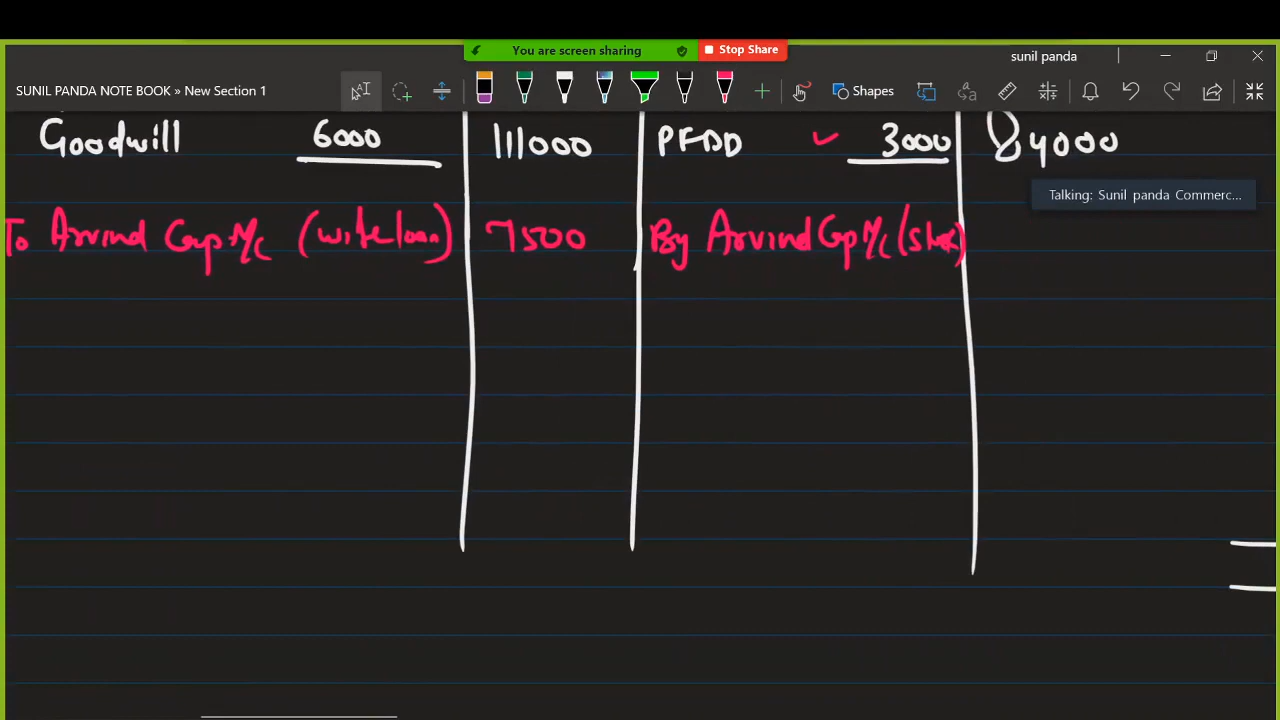 You are screen sharing Stop Share
sunil panda
SUNIL PANDA NOTE BOOK » New Section 1
Shapes
Goodwill 6000 111000 PFDD ✓ 3000 84000
Talking: Sunil panda Commerc...
To Arvind Cap A/c (wife loan) 7500 By Arvind Cap A/c (stock)